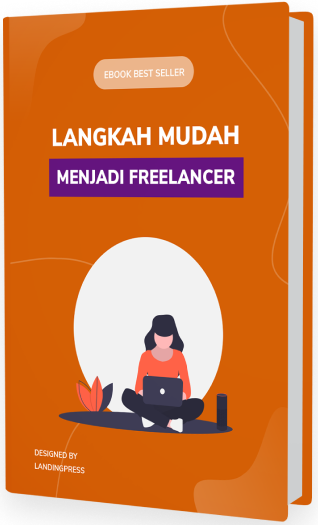 EBOOK BEST SELLER
LANGKAH MUDAH
MENJADI FREELANCER
DESIGNED BY
LANDINGPRESS